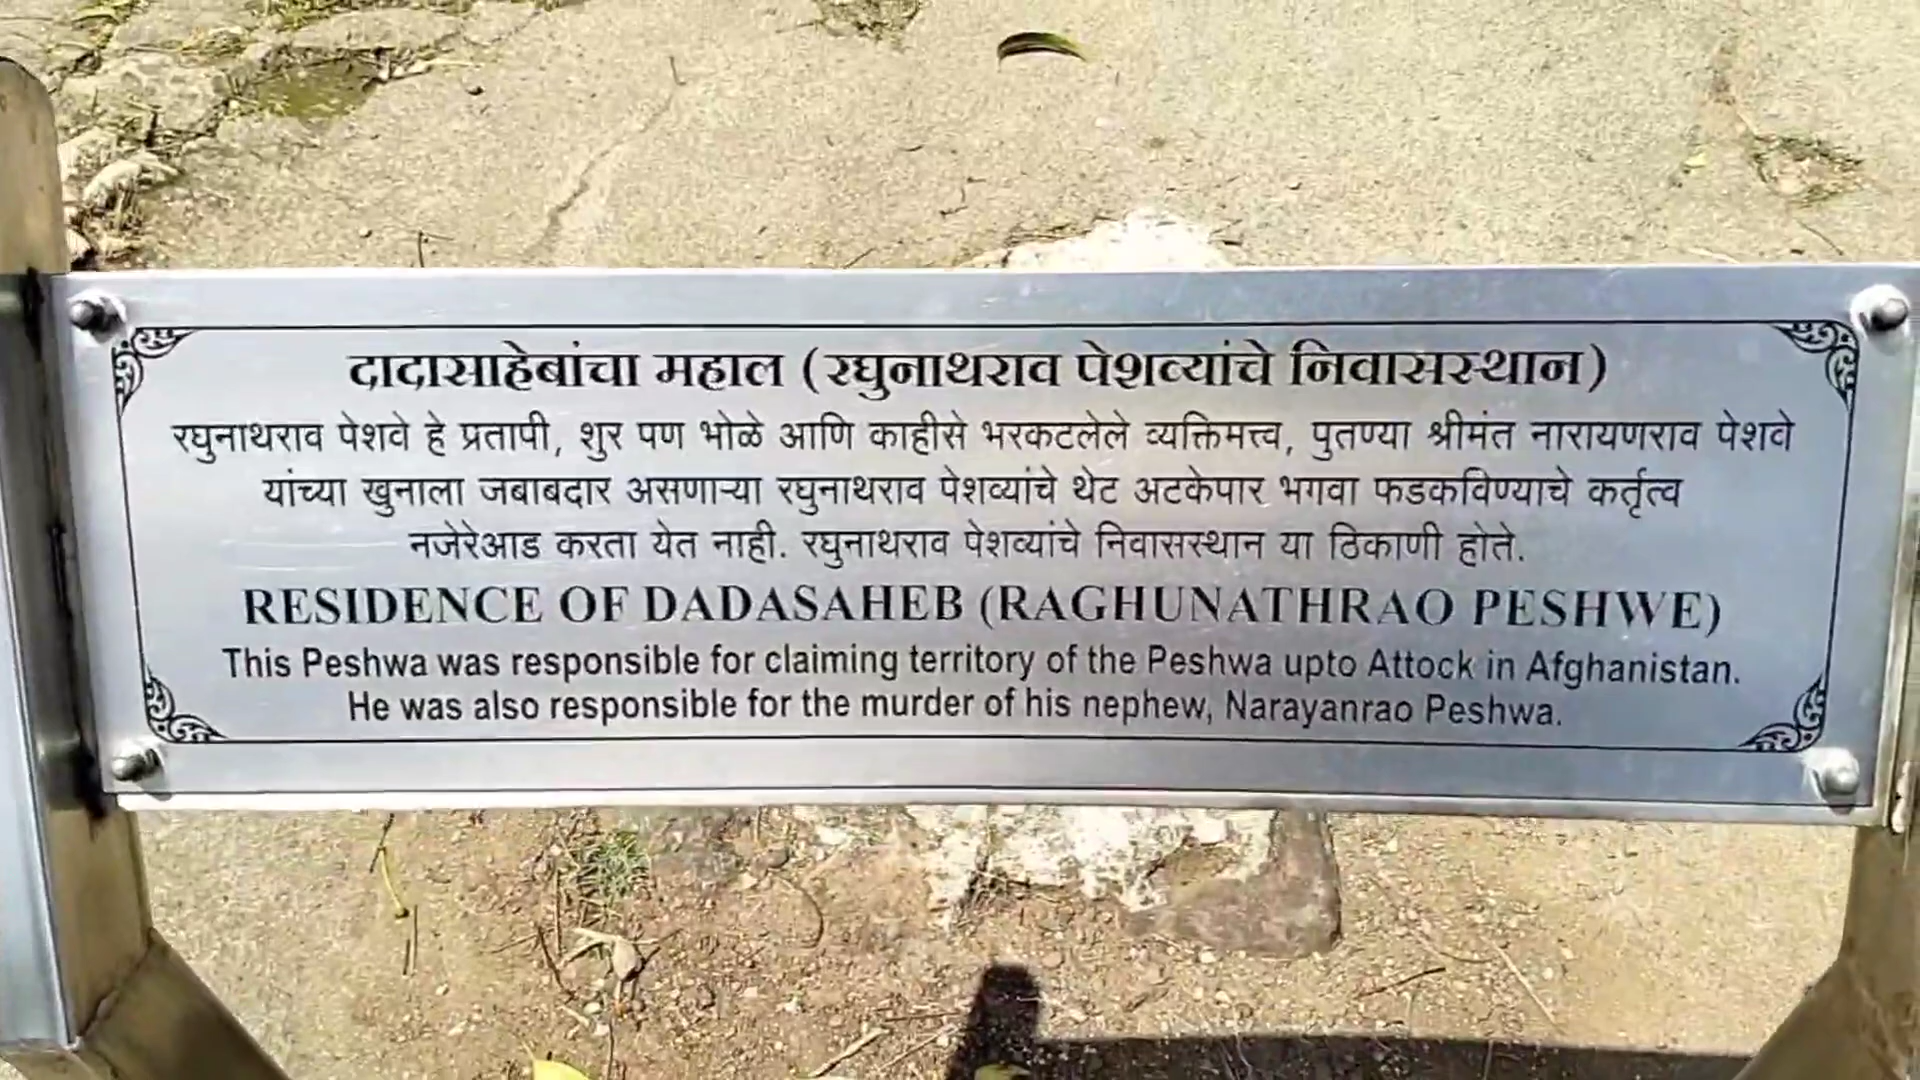 दादासाहेबांचा महाल (रघुनाथराव पेशव्यांचे निवासस्थान)
रघुनाथराव पेशवे हे प्रतापी, शुर पण भोळे आणि काहीसे भरकटलेले व्यक्तिमत्त्व, पुतण्या श्रीमंत नारायणराव पेशवे
यांच्या खुनाला जबाबदार असणाऱ्या रघुनाथराव पेशव्यांचे थेट अटकेपार भगवा फडकविण्याचे कर्तृत्व
नजेरेआड करता येत नाही. रघुनाथराव पेशव्यांचे निवासस्थान या ठिकाणी होते.
RESIDENCE OF DADASAHEB (RAGHUNATHRAO PESHWE)
This Peshwa was responsible for claiming territory of the Peshwa upto Attock in Afghanistan.
He was also responsible for the murder of his nephew, Narayanrao Peshwa.